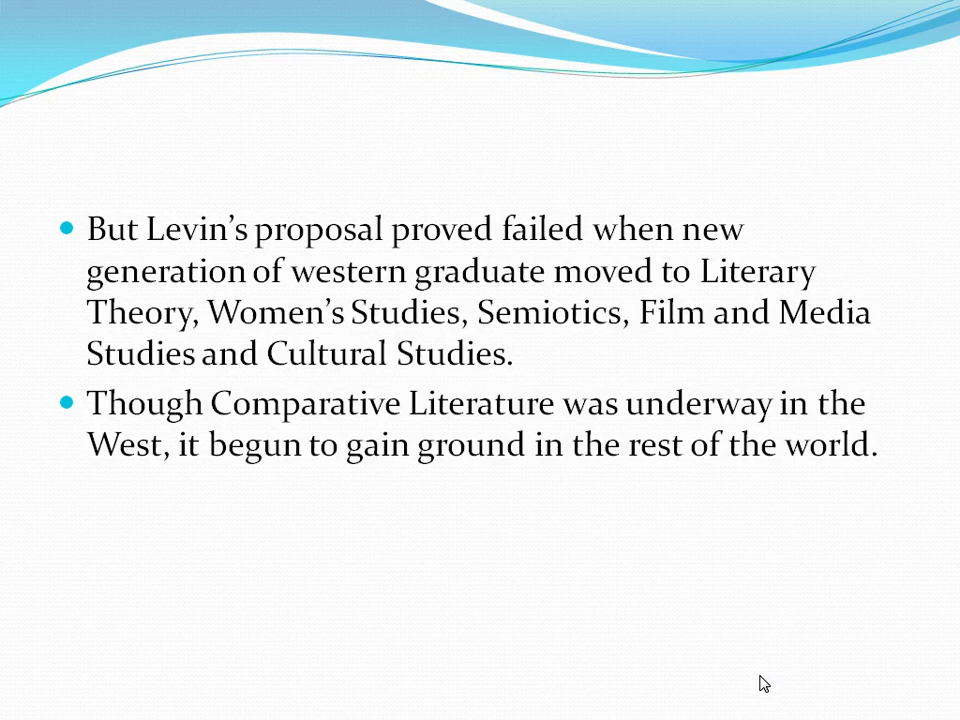 But Levin’s proposal proved failed when new
generation of western graduate moved to Literary
Theory, Women’s Studies, Semiotics, Film and Media
Studies and Cultural Studies.
Though Comparative Literature was underway in the
West, it begun to gain ground in the rest of the world.